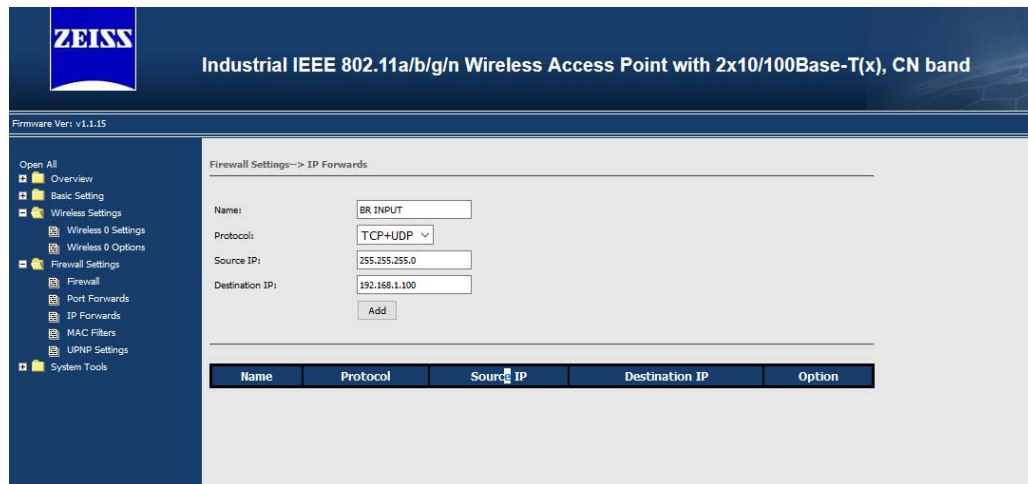 ZEISS
Industrial IEEE 802.11a/b/g/n Wireless Access Point with 2x10/100Base-T(x), CN band
Firmware Ver: v1.1.15
Open All
Overview
Basic Setting
Wireless Settings
Wireless 0 Settings
Wireless 0 Options
Firewall Settings
Firewall
Port Forwards
IP Forwards
MAC Filters
UPNP Settings
System Tools
Firewall Settings--> IP Forwards
Name: BR INPUT
Protocol: TCP+UDP
Source IP: 255.255.255.0
Destination IP: 192.168.1.100
Add
Name Protocol Source IP Destination IP Option